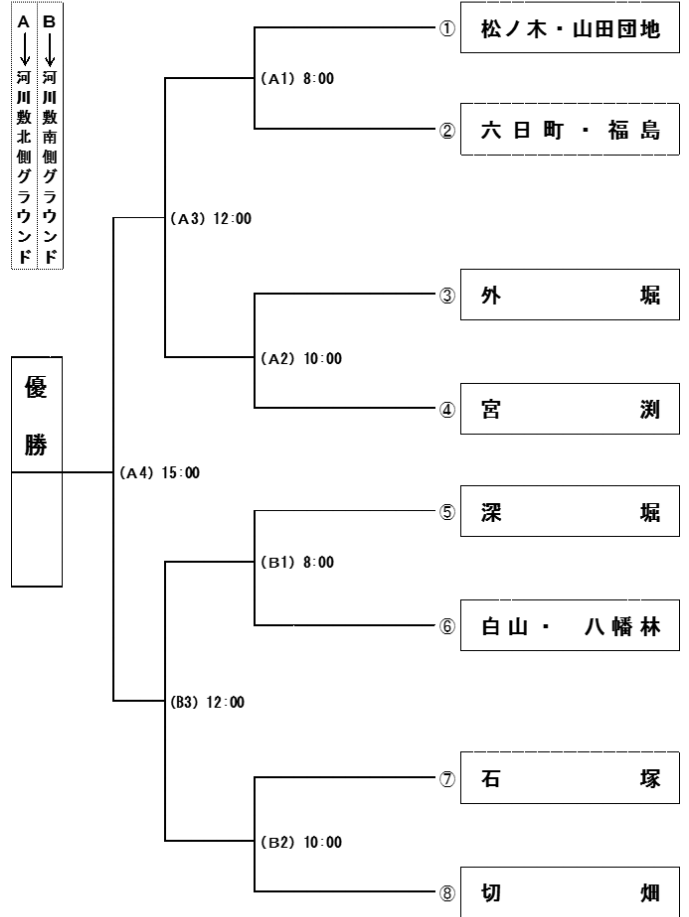 A→河川敷北側グラウンド
B→河川敷南側グラウンド
① 松ノ木・山田団地
(A1) 8:00
② 六日町・福島
(A3) 12:00
③ 外堀
(A2) 10:00
④ 宮渕
優勝
(A4) 15:00
⑤ 深堀
(B1) 8:00
⑥ 白山・八幡林
(B3) 12:00
⑦ 石塚
(B2) 10:00
⑧ 切畑